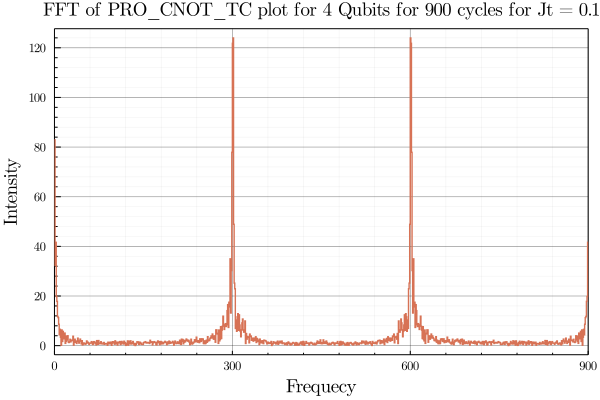 FFT of PRO_CNOT_TC plot for 4 Qubits for 900 cycles for Jt = 0.1
Intensity
120
100
80
60
40
20
0
0 300 600 900
Frequecy